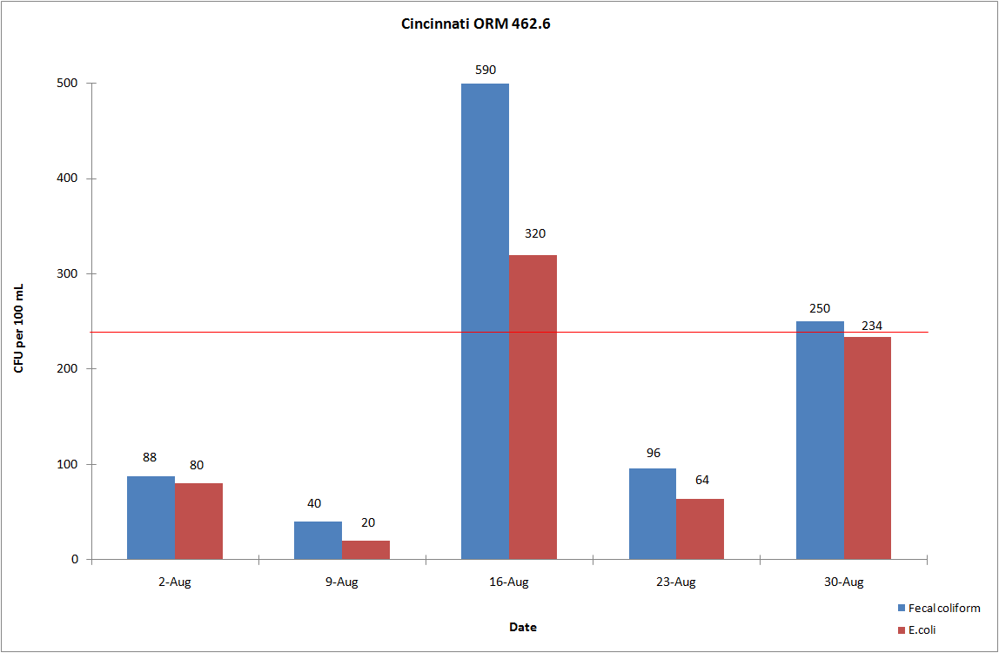 Cincinnati ORM 462.6
590
500
400
320
300
CFU per 100 mL
250
234
200
88
80
96
64
100
40
20
0
2-Aug
9-Aug
16-Aug
23-Aug
30-Aug
Date
Fecal coliform
E.coli